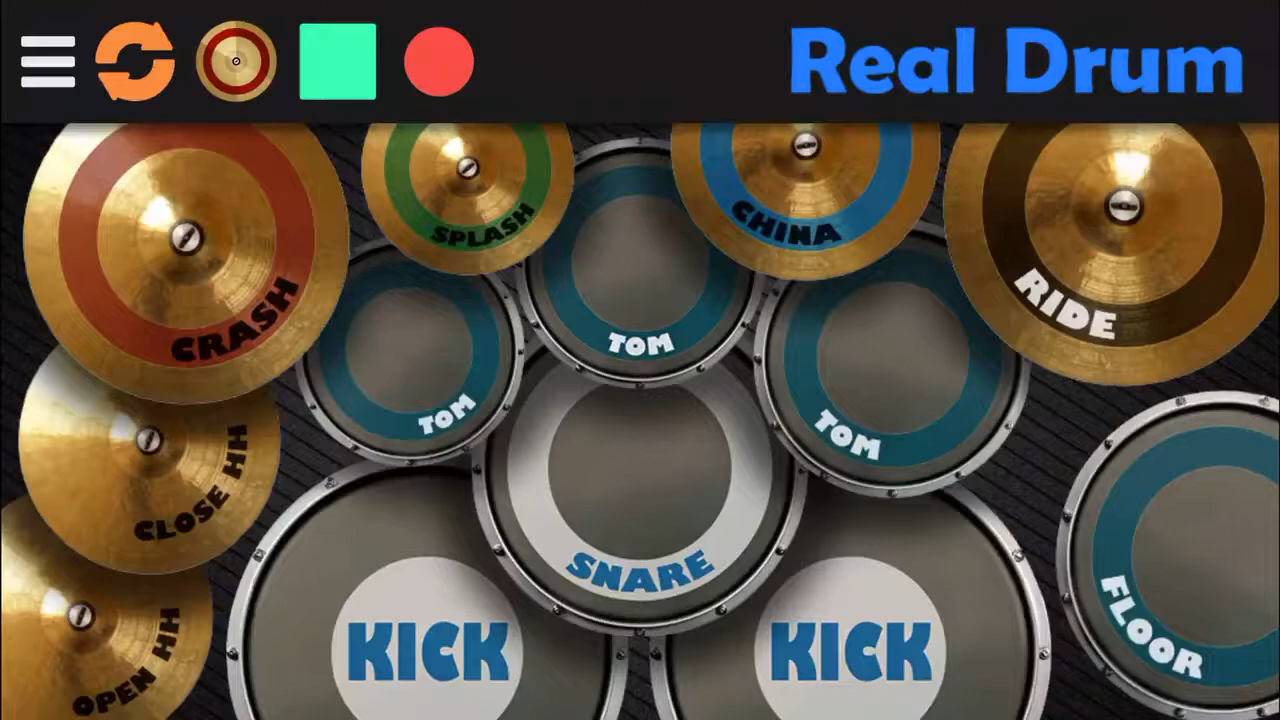 Real Drum
CRASH
SPLASH
CHINA
RIDE
TOM
TOM
TOM
CLOSE HH
SNARE
OPEN HH
KICK
KICK
FLOOR